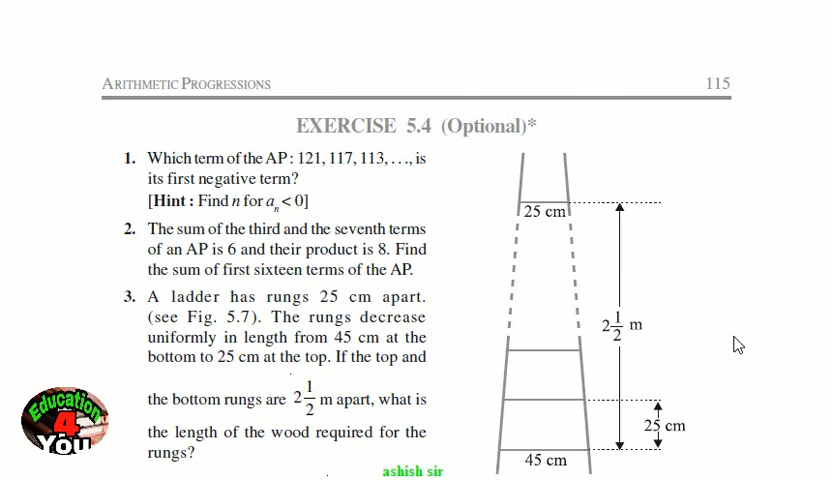 ARITHMETIC PROGRESSIONS 115
EXERCISE 5.4 (Optional)*
1. Which term of the AP : 121, 117, 113, . . ., is
its first negative term?
[Hint : Find n for aₙ < 0]
2. The sum of the third and the seventh terms
of an AP is 6 and their product is 8. Find
the sum of first sixteen terms of the AP.
3. A ladder has rungs 25 cm apart.
(see Fig. 5.7). The rungs decrease
uniformly in length from 45 cm at the
bottom to 25 cm at the top. If the top and
the bottom rungs are 2 1/2 m apart, what is
the length of the wood required for the
rungs?
25 cm
2 1/2 m
25 cm
45 cm
Education
4
You
ashish sir